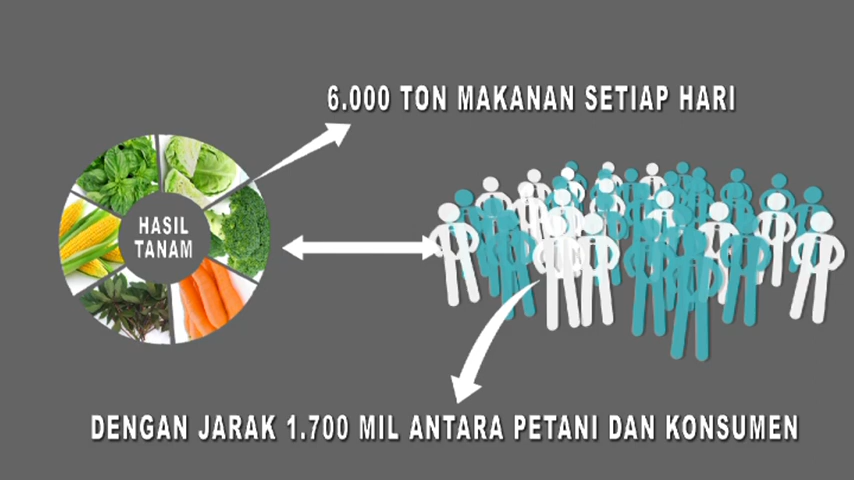 6.000 TON MAKANAN SETIAP HARI
HASIL
TANAM
DENGAN JARAK 1.700 MIL ANTARA PETANI DAN KONSUMEN